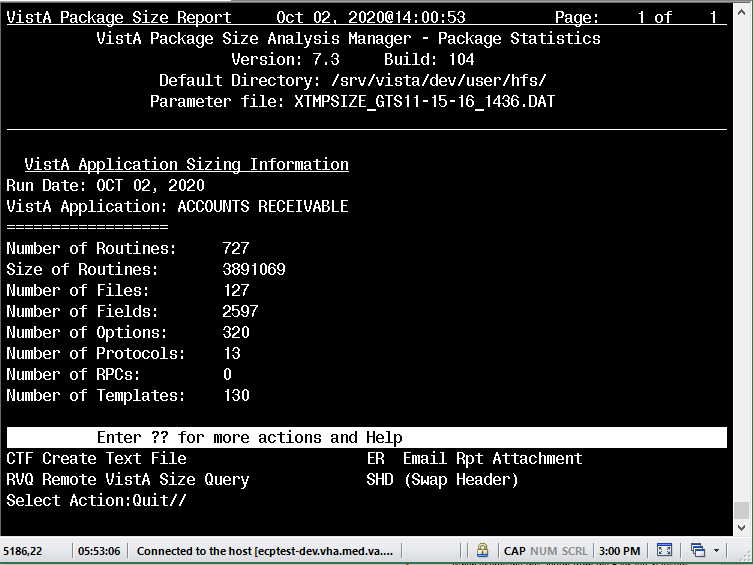 VistA Package Size Report     Oct 02, 2020@14:00:53          Page:    1 of    1
VistA Package Size Analysis Manager - Package Statistics
Version: 7.3     Build: 104
Default Directory: /srv/vista/dev/user/hfs/
Parameter file: XTMPSIZE_GTS11-15-16_1436.DAT
VistA Application Sizing Information
Run Date: OCT 02, 2020
VistA Application: ACCOUNTS RECEIVABLE
==================
Number of Routines:     727
Size of Routines:       3891069
Number of Files:        127
Number of Fields:       2597
Number of Options:      320
Number of Protocols:    13
Number of RPCs:         0
Number of Templates:    130
Enter ?? for more actions and Help
CTF Create Text File                    ER  Email Rpt Attachment
RVQ Remote VistA Size Query             SHD (Swap Header)
Select Action:Quit//
5186,22 05:53:06 Connected to the host [ecptest-dev.vha.med.va.... CAP NUM SCRL 3:00 PM